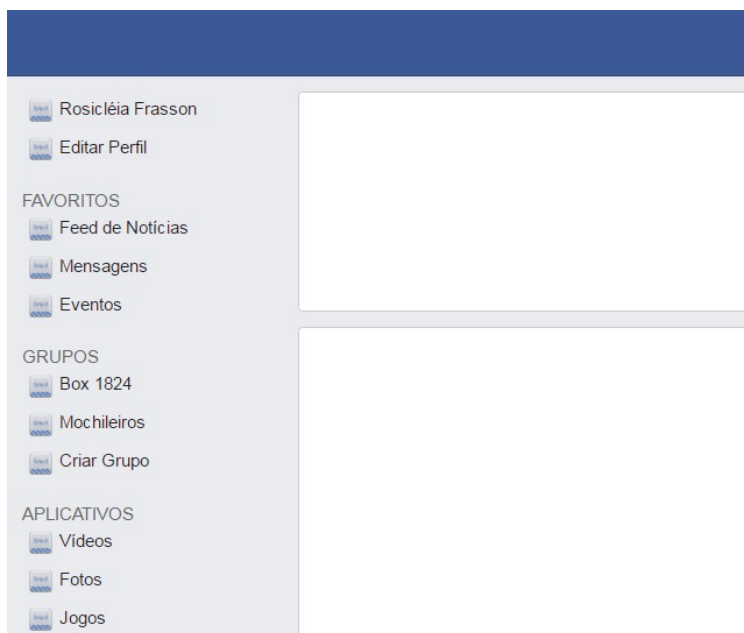 Rosicléia Frasson
Editar Perfil
FAVORITOS
Feed de Notícias
Mensagens
Eventos
GRUPOS
Box 1824
Mochileiros
Criar Grupo
APLICATIVOS
Vídeos
Fotos
Jogos